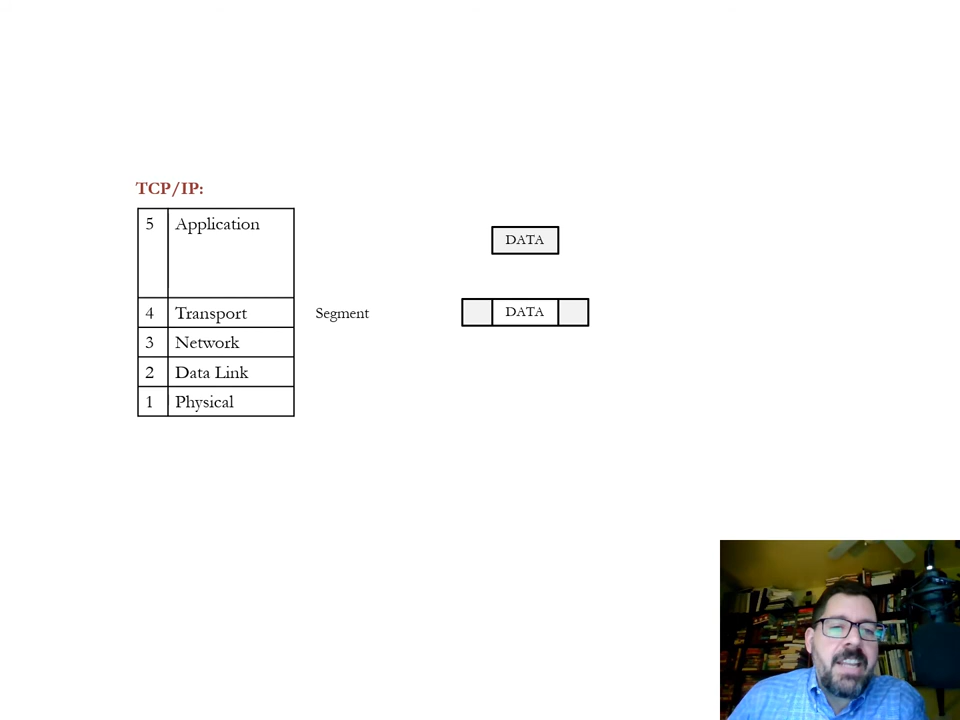 TCP/IP:
5 Application
DATA
4 Transport Segment DATA
3 Network
2 Data Link
1 Physical